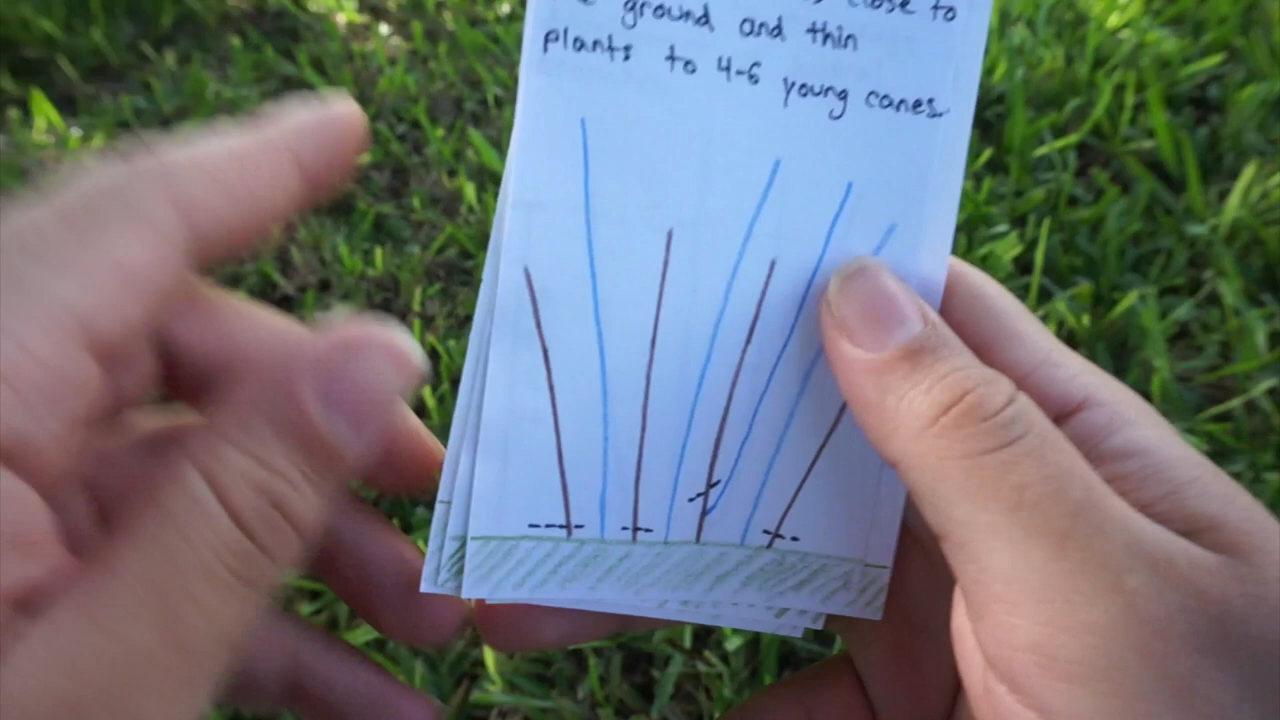 close to
ground and thin
plants to 4-6 young canes.